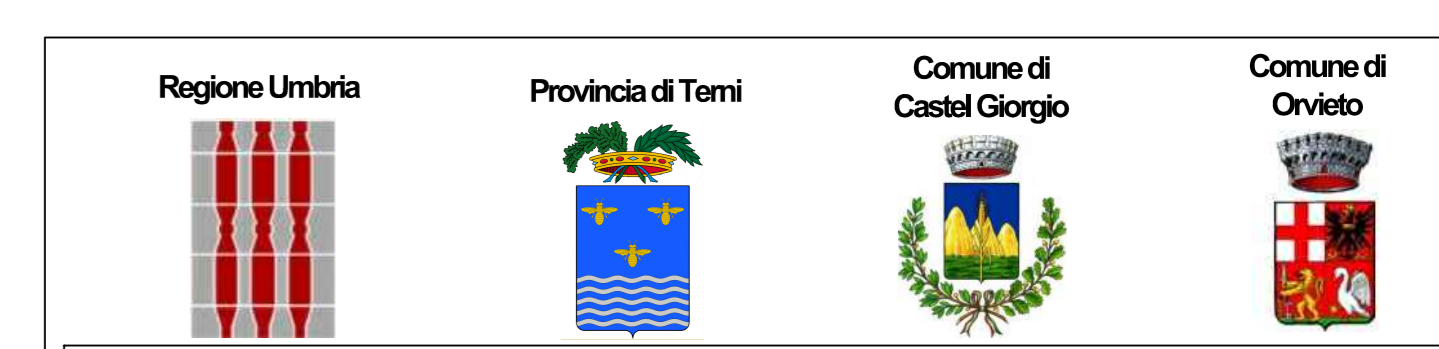 Regione Umbria
Provincia di Terni
Comune di
Castel Giorgio
Comune di
Orvieto